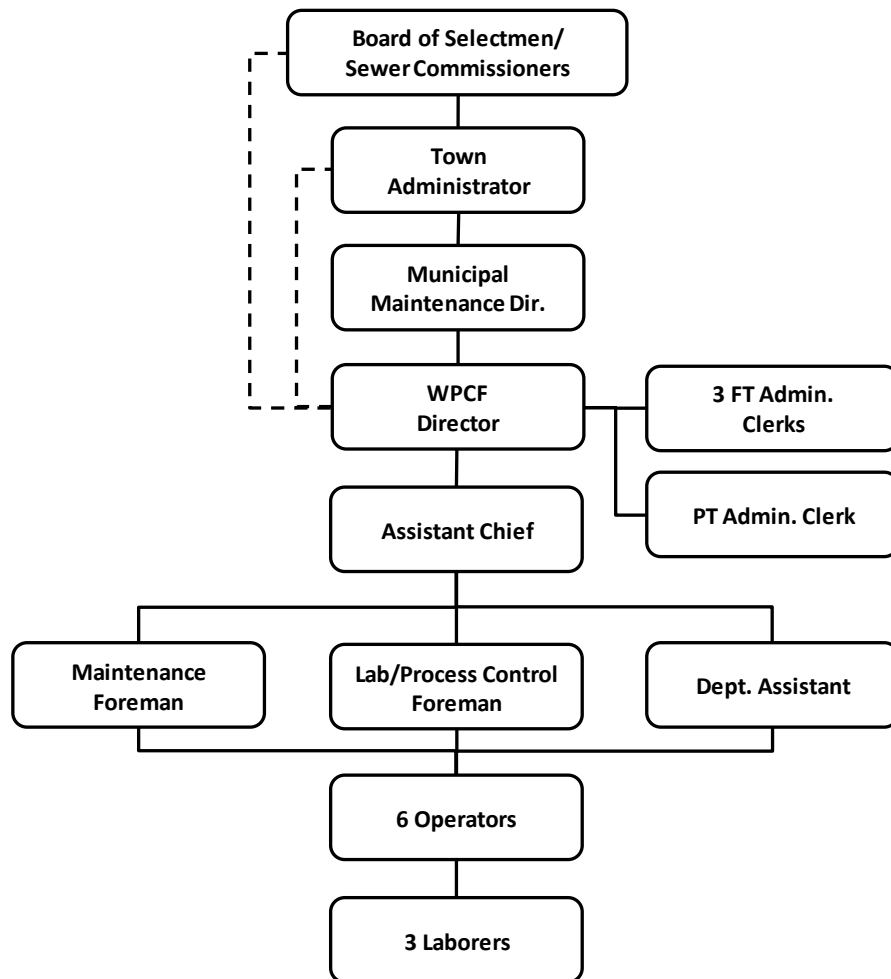 Board of Selectmen/
Sewer Commissioners
Town
Administrator
Municipal
Maintenance Dir.
WPCF
Director
3 FT Admin.
Clerks
PT Admin. Clerk
Assistant Chief
Maintenance
Foreman
Lab/Process Control
Foreman
Dept. Assistant
6 Operators
3 Laborers